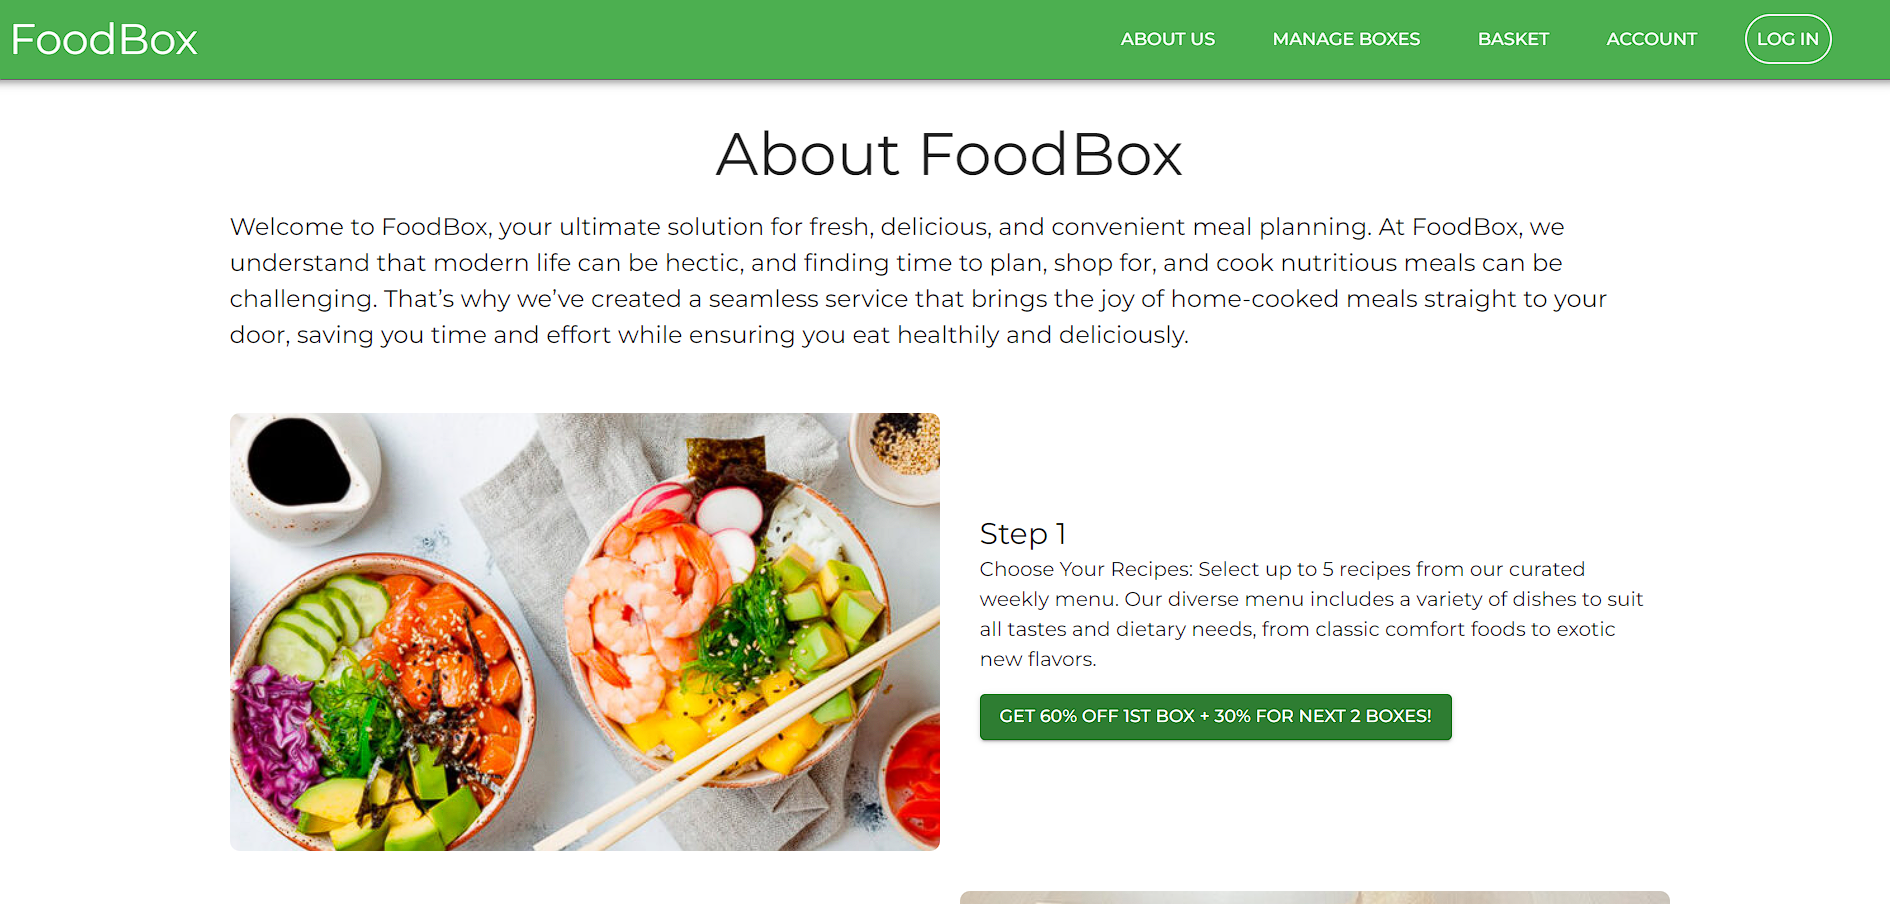 FoodBox
ABOUT US
MANAGE BOXES
BASKET
ACCOUNT
LOG IN
About FoodBox
Welcome to FoodBox, your ultimate solution for fresh, delicious, and convenient meal planning. At FoodBox, we
understand that modern life can be hectic, and finding time to plan, shop for, and cook nutritious meals can be
challenging. That’s why we’ve created a seamless service that brings the joy of home-cooked meals straight to your
door, saving you time and effort while ensuring you eat healthily and deliciously.
Step 1
Choose Your Recipes: Select up to 5 recipes from our curated
weekly menu. Our diverse menu includes a variety of dishes to suit
all tastes and dietary needs, from classic comfort foods to exotic
new flavors.
GET 60% OFF 1ST BOX + 30% FOR NEXT 2 BOXES!